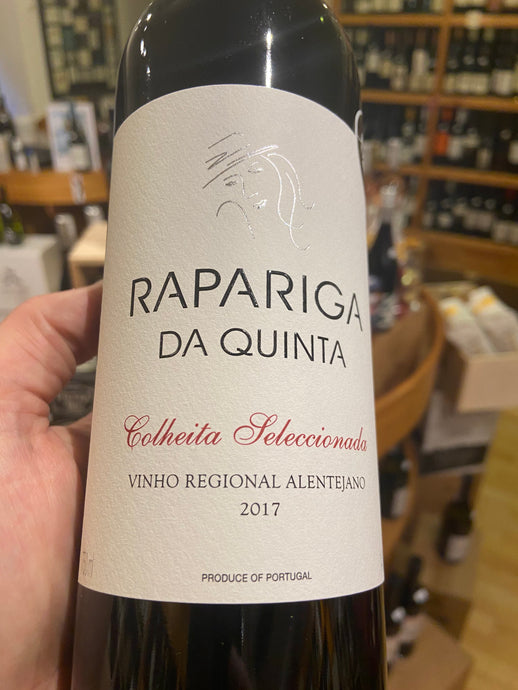 RAPARIGA
DA QUINTA
Colheita Seleccionada
VINHO REGIONAL ALENTEJANO
2017
PRODUCE OF PORTUGAL